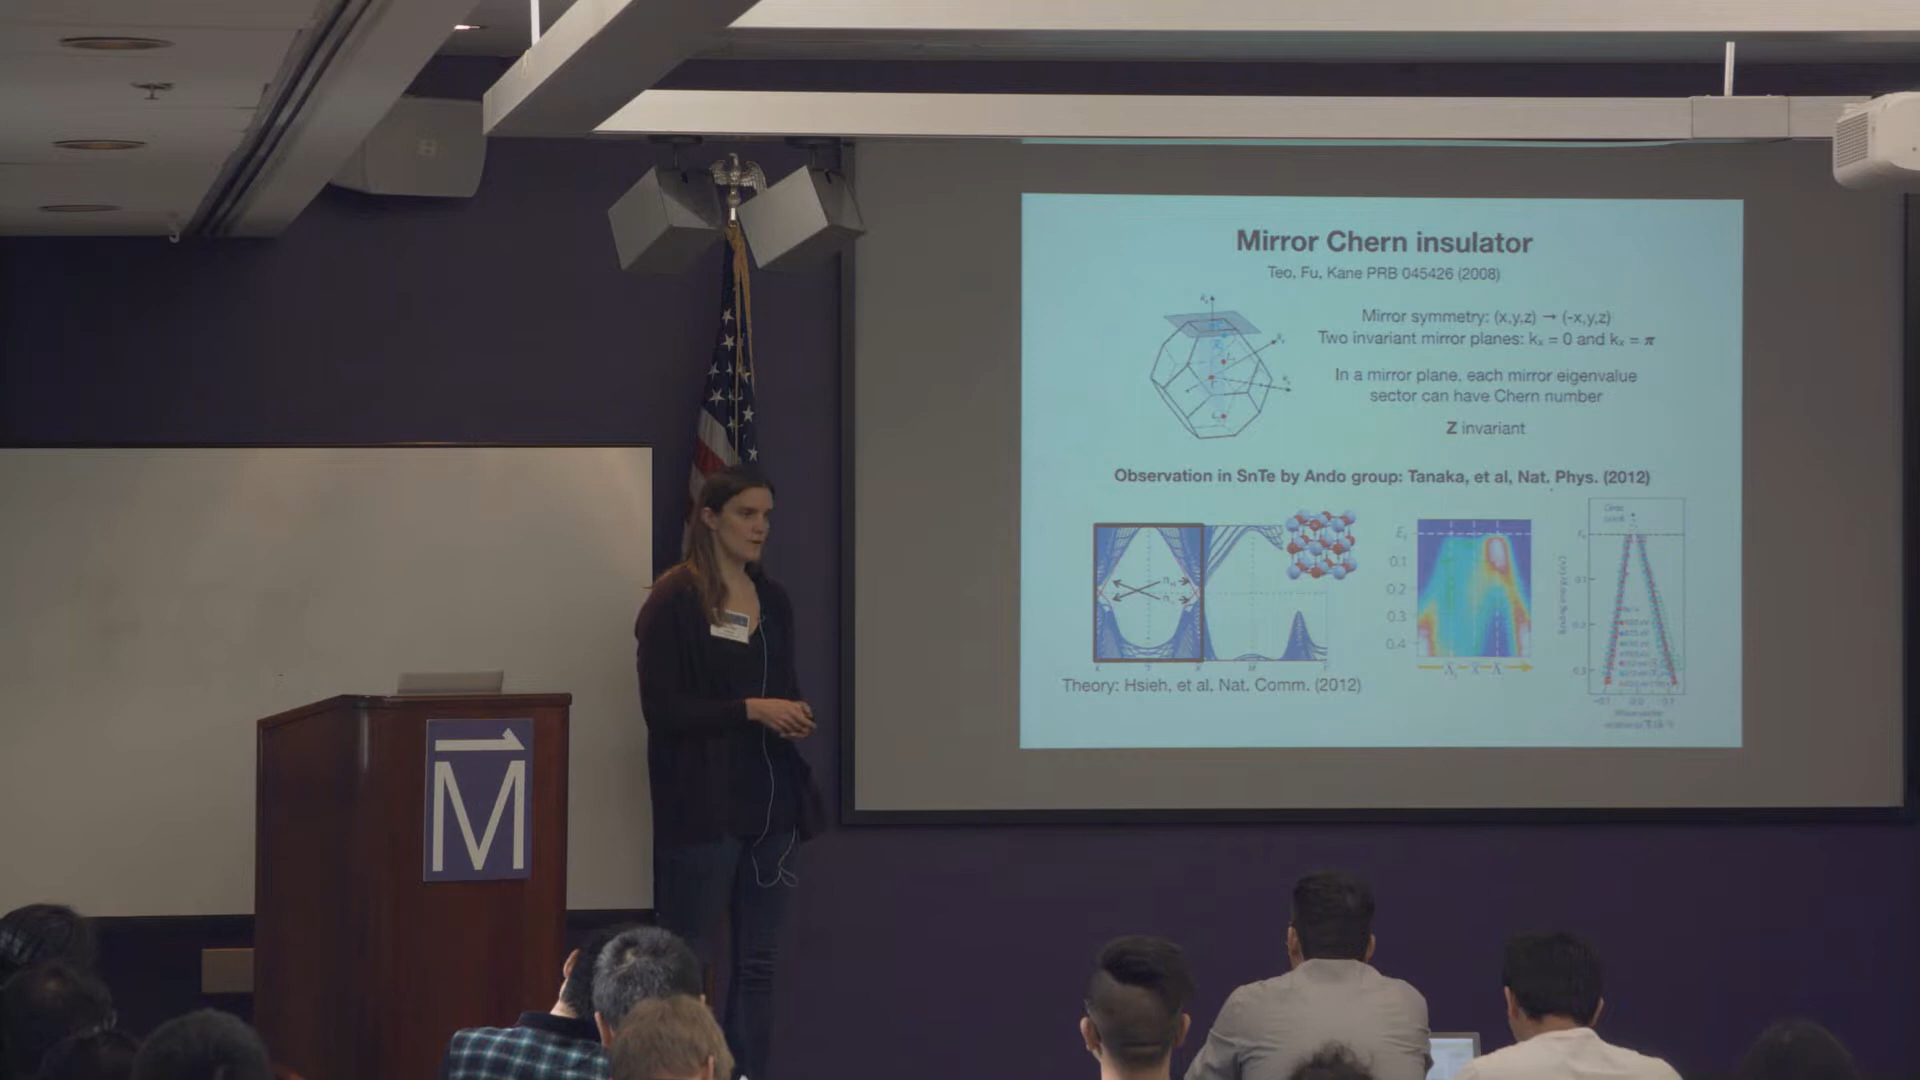 Mirror Chern insulator
Teo, Fu, Kane PRB 045426 (2008)
Mirror symmetry: (x,y,z) → (-x,y,z)
Two invariant mirror planes: kₓ = 0 and kₓ = π
In a mirror plane, each mirror eigenvalue
sector can have Chern number
Z invariant
Observation in SnTe by Ando group: Tanaka, et al, Nat. Phys. (2012)
0.1
0.2
0.3
0.4
Theory: Hsieh, et al, Nat. Comm. (2012)
M